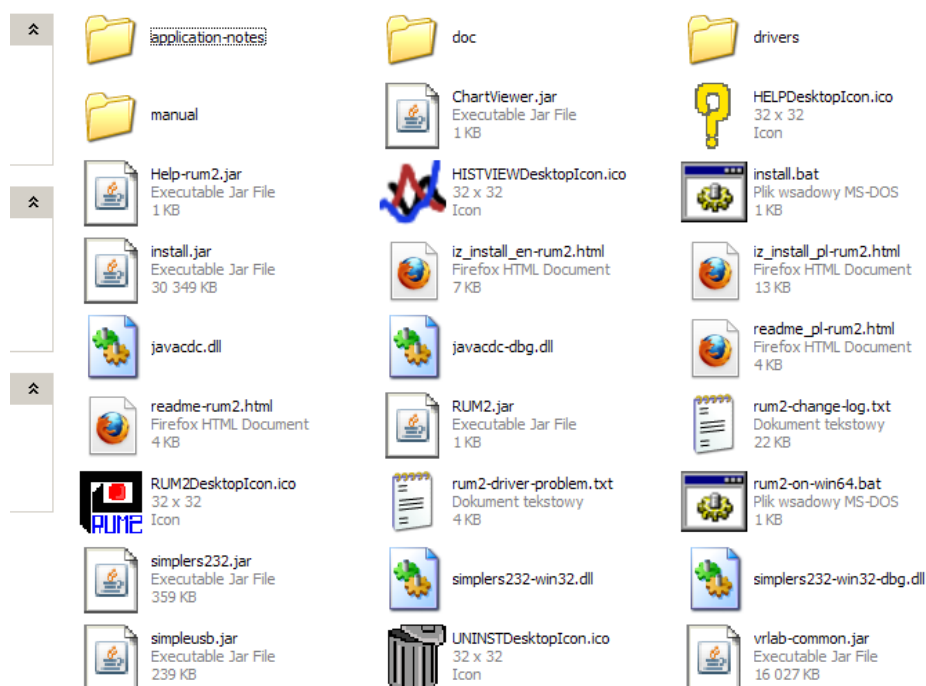 application-notes
doc
drivers
manual
ChartViewer.jar
Executable Jar File
1 KB
HELPDesktopIcon.ico
32 x 32
Icon
Help-rum2.jar
Executable Jar File
1 KB
HISTVIEWDesktopIcon.ico
32 x 32
Icon
install.bat
Plik wsadowy MS-DOS
1 KB
install.jar
Executable Jar File
30 349 KB
iz_install_en-rum2.html
Firefox HTML Document
7 KB
iz_install_pl-rum2.html
Firefox HTML Document
13 KB
javacdc.dll
javacdc-dbg.dll
readme_pl-rum2.html
Firefox HTML Document
4 KB
readme-rum2.html
Firefox HTML Document
4 KB
RUM2.jar
Executable Jar File
1 KB
rum2-change-log.txt
Dokument tekstowy
22 KB
RUM2
RUM2DesktopIcon.ico
32 x 32
Icon
rum2-driver-problem.txt
Dokument tekstowy
4 KB
rum2-on-win64.bat
Plik wsadowy MS-DOS
1 KB
simplers232.jar
Executable Jar File
359 KB
simplers232-win32.dll
simplers232-win32-dbg.dll
simpleusb.jar
Executable Jar File
239 KB
UNINSTDesktopIcon.ico
32 x 32
Icon
vrlab-common.jar
Executable Jar File
16 027 KB